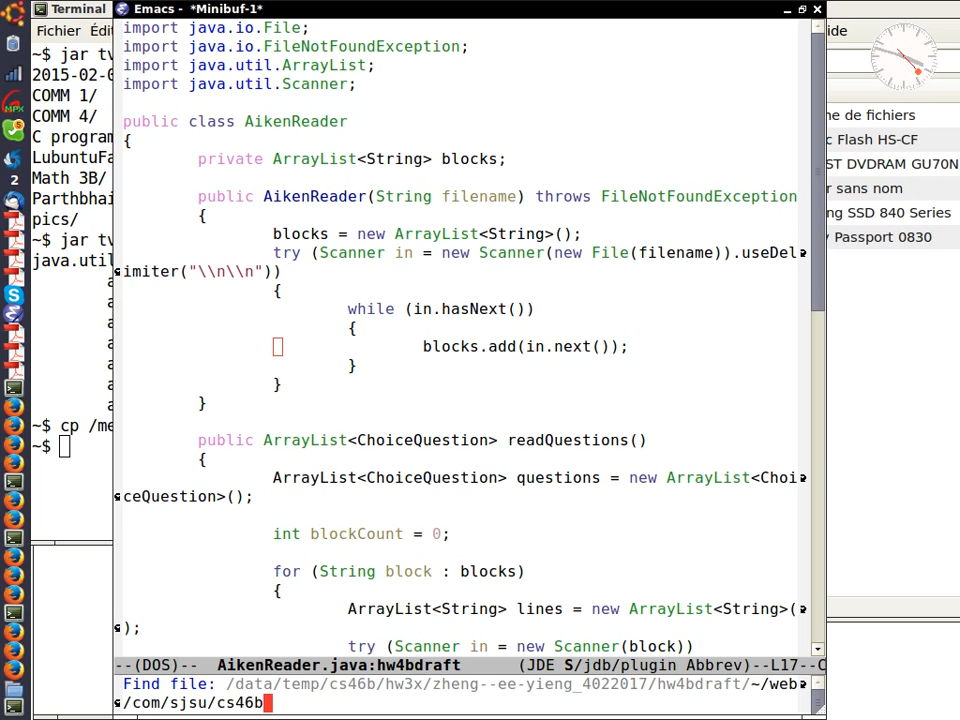 Terminal
Emacs - *Minibuf-1*
Fichier
~$ jar tv
2015-02-0
COMM 1/
COMM 4/
C program
LubuntuFa
Math 3B/
Parthbhai
pics/
~$ jar tv
java.util
~$ cp /me
~$
import java.io.File;
import java.io.FileNotFoundException;
import java.util.ArrayList;
import java.util.Scanner;
public class AikenReader
{
private ArrayList<String> blocks;
public AikenReader(String filename) throws FileNotFoundException
{
blocks = new ArrayList<String>();
try (Scanner in = new Scanner(new File(filename)).useDel
imiter("\\n\\n"))
{
while (in.hasNext())
{
blocks.add(in.next());
}
}
}
public ArrayList<ChoiceQuestion> readQuestions()
{
ArrayList<ChoiceQuestion> questions = new ArrayList<Choi
ceQuestion>();
int blockCount = 0;
for (String block : blocks)
{
ArrayList<String> lines = new ArrayList<String>(
);
try (Scanner in = new Scanner(block))
--(DOS)-- AikenReader.java:hw4bdraft (JDE S/jdb/plugin Abbrev)--L17--C
Find file: /data/temp/cs46b/hw3x/zheng--ee-yieng_4022017/hw4bdraft/~/web
/com/sjsu/cs46b
ide
me de fichiers
c Flash HS-CF
ST DVDRAM GU70N
r sans nom
ng SSD 840 Series
Passport 0830